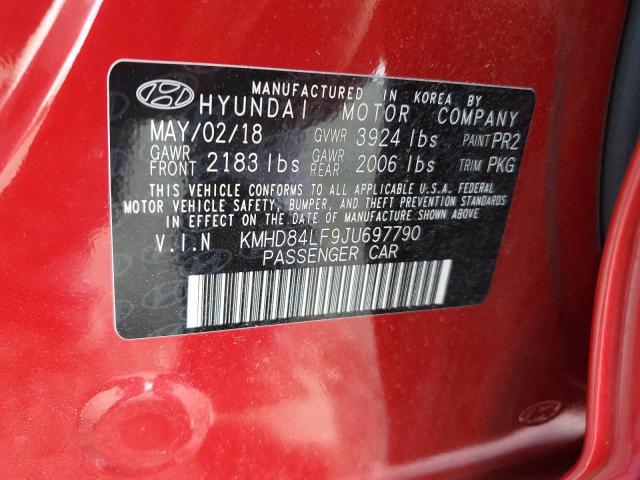 MANUFACTURED IN KOREA BY
HYUNDAI MOTOR COMPANY
MAY/02/18 GVWR 3924 lbs PAINT PR2
GAWR FRONT 2183 lbs GAWR REAR 2006 lbs TRIM PKG
THIS VEHICLE CONFORMS TO ALL APPLICABLE U.S.A. FEDERAL
MOTOR VEHICLE SAFETY, BUMPER, AND THEFT PREVENTION STANDARDS
IN EFFECT ON THE DATE OF MANUFACTURE SHOWN ABOVE.
V.I.N KMHD84LF9JU697790
PASSENGER CAR